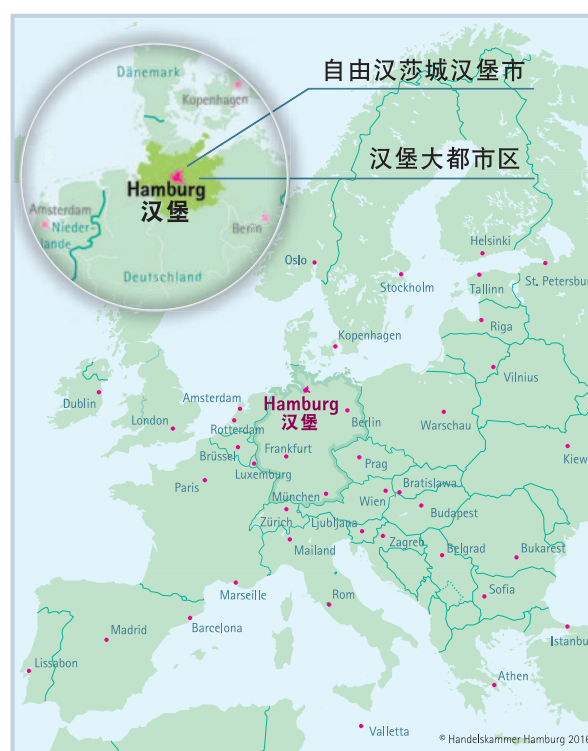 Dänemark
自由汉莎城汉堡市
Kopenhagen
汉堡大都市区
Hamburg
汉堡
Amsterdam
Nieder-
lande
Berlin
Deutschland
Helsinki
Oslo
St. Petersbur
Stockholm
Tallinn
Riga
Kopenhagen
Vilnius
Dublin
Amsterdam
Hamburg
汉堡
London
Rotterdam
Berlin
Warschau
Brüssel
Frankfurt
Kiew
Luxemburg
Prag
Paris
München
Wien
Bratislawa
Budapest
Zürich
Ljubljana
Zagreb
Mailand
Belgrad
Bukarest
Marseille
Rom
Sofia
Madrid
Barcelona
Istanbu
Lissabon
Athen
Valletta
© Handelskammer Hamburg 2016